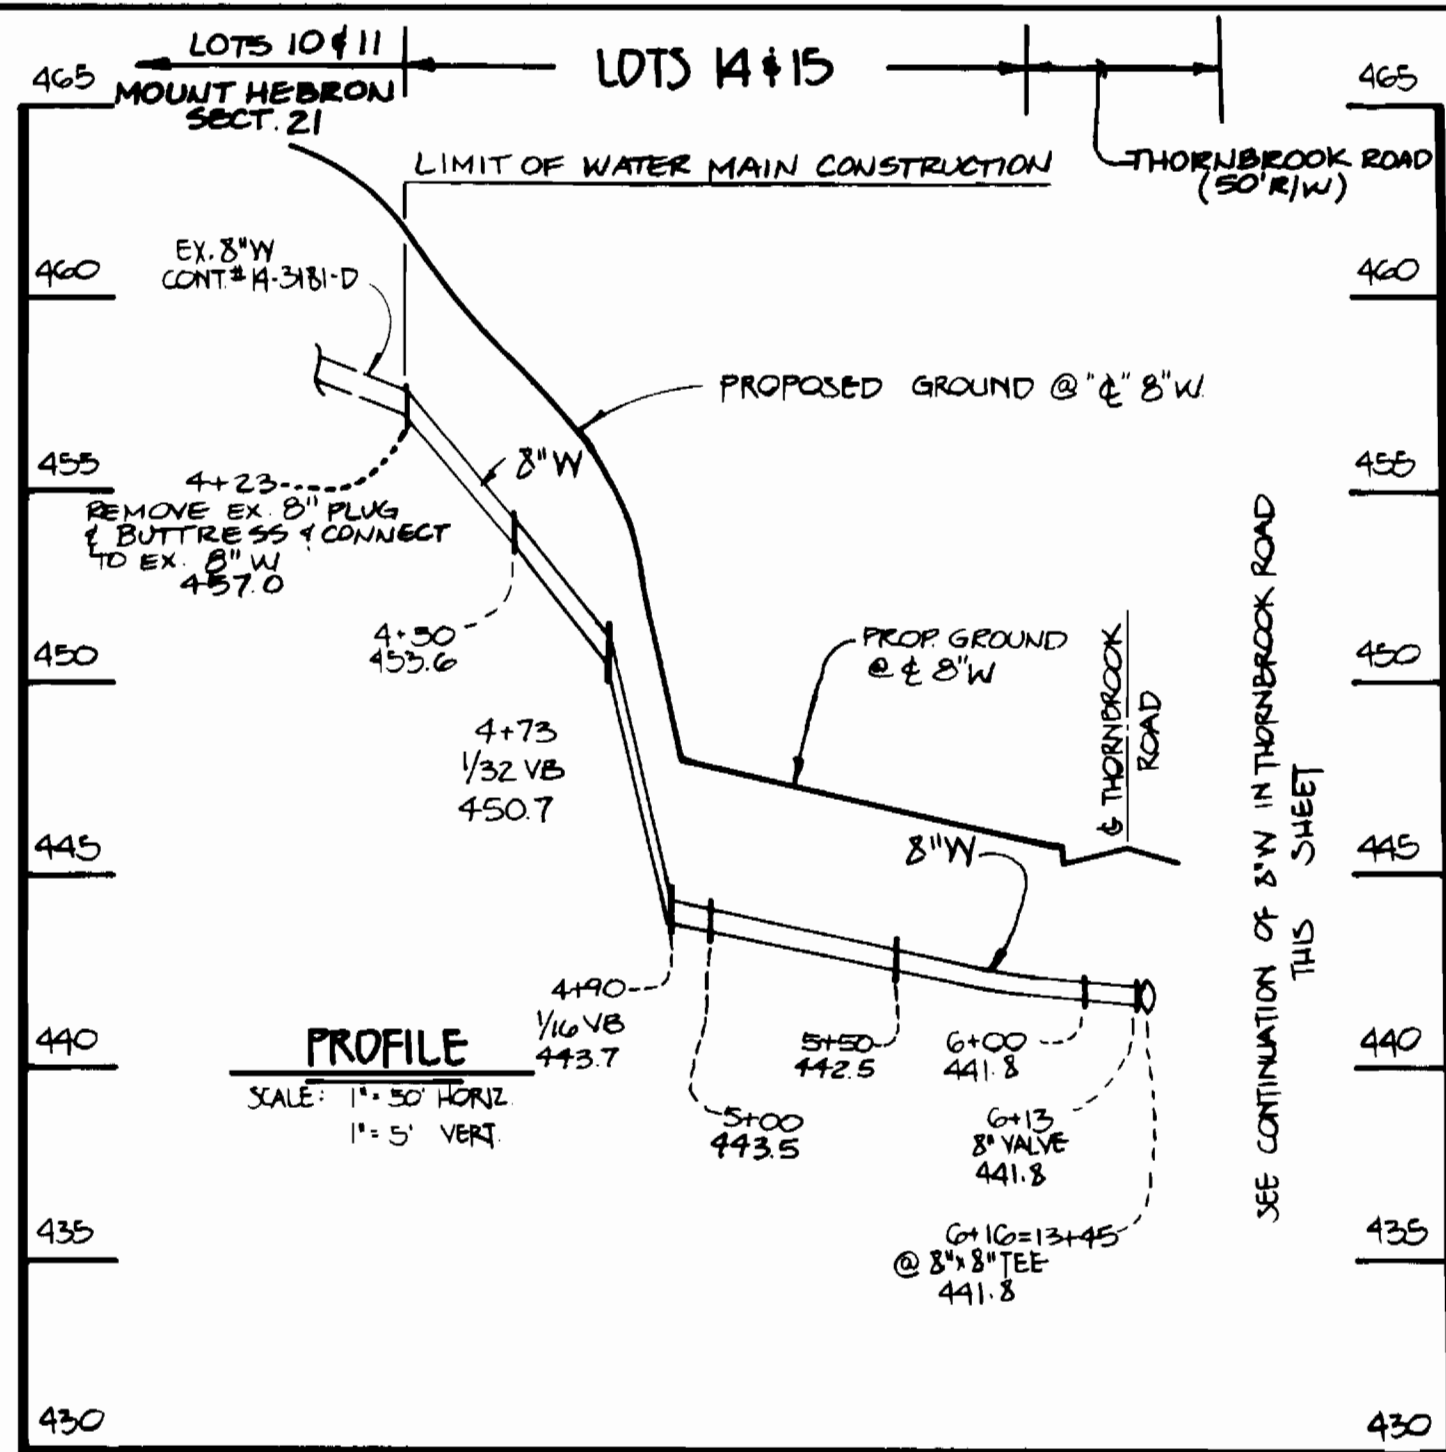 LOTS 10 & 11
MOUNT HEBRON
SECT. 21
LOTS 14 & 15
THORNBROOK ROAD
(50' R/W)
LIMIT OF WATER MAIN CONSTRUCTION
465
460
455
450
445
440
435
430
465
460
455
450
445
440
435
430
EX. 8"W
CONT.# 14-3181-D
PROPOSED GROUND @ "℄" 8"W.
8"W
4+23
REMOVE EX. 8" PLUG
& BUTTRESS & CONNECT
TO EX. 8" W
457.0
4+50
453.6
4+73
1/32 VB
450.7
PROP. GROUND
@ ℄ 8"W
℄ THORNBROOK
ROAD
8"W
4+90
1/16 VB
443.7
5+00
443.5
5+50
442.5
6+00
441.8
6+13
8" VALVE
441.8
6+16=13+45
@ 8"x8" TEE
441.8
SEE CONTINUATION OF 8"W IN THORNBROOK ROAD
THIS SHEET
PROFILE
SCALE: 1"= 50' HORIZ.
1"= 5' VERT.